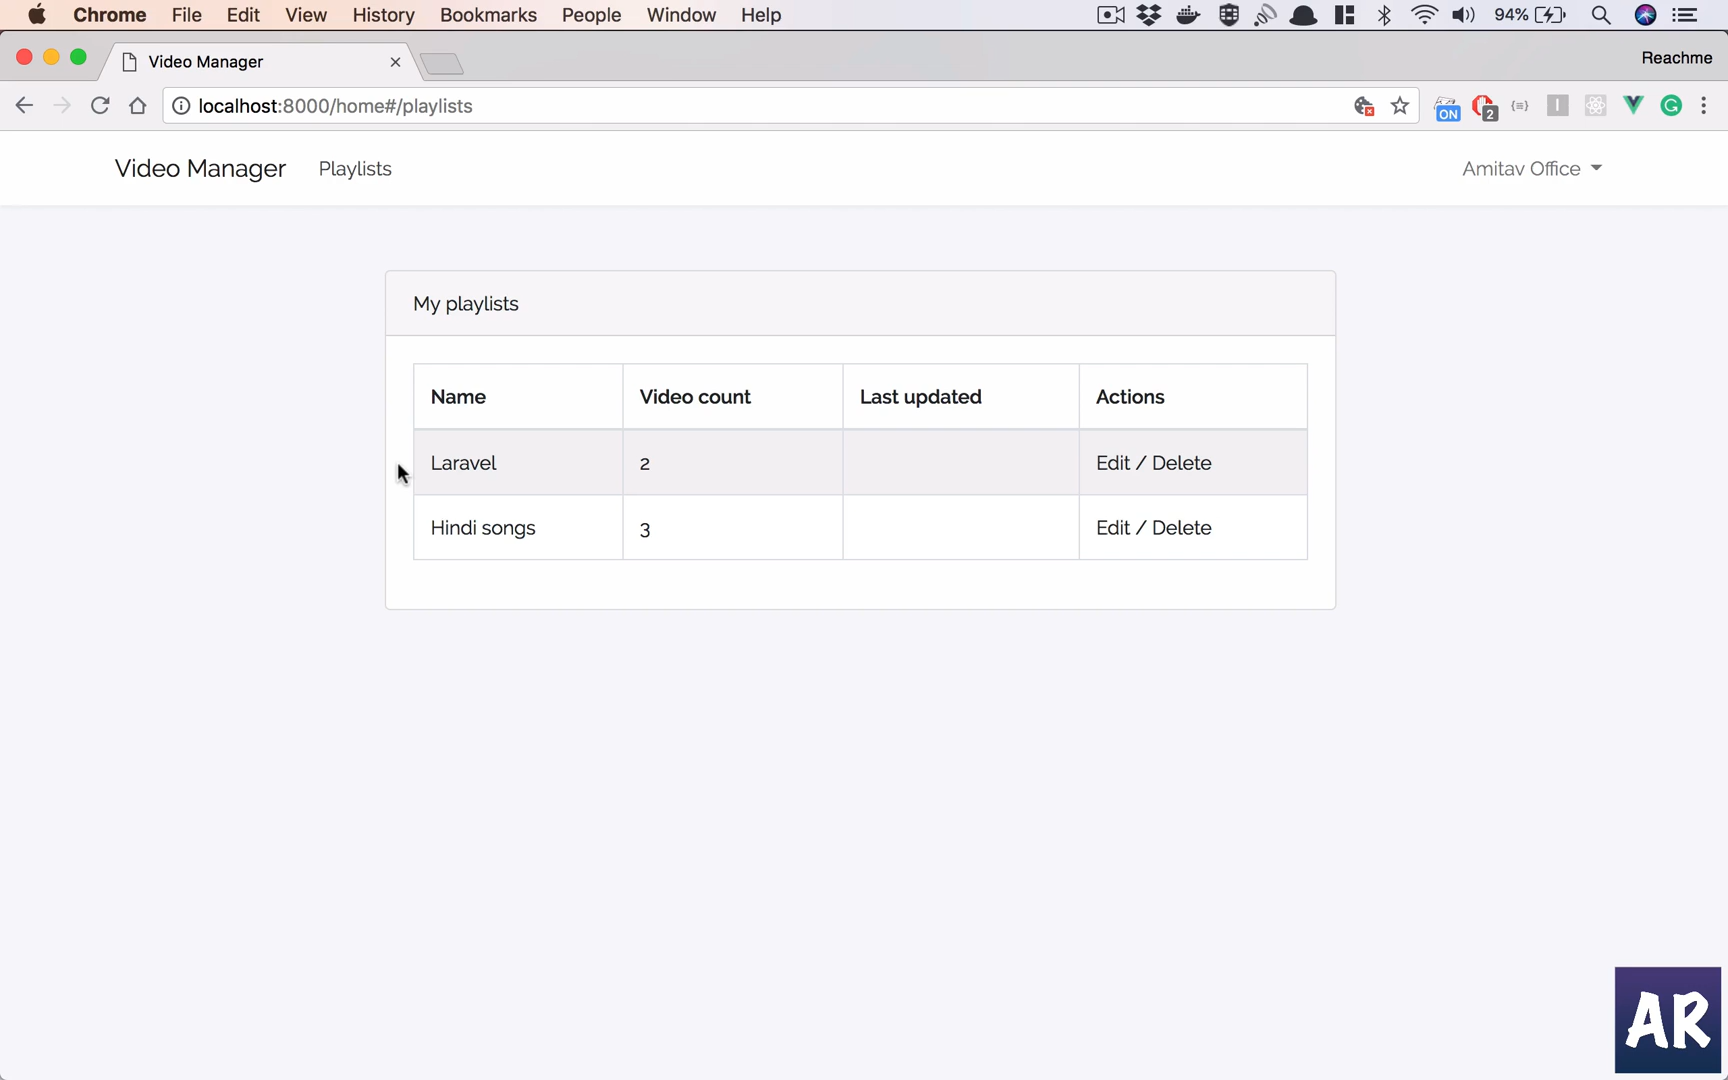 Chrome File Edit View History Bookmarks People Window Help 94%
Video Manager Reachme
localhost:8000/home#/playlists ON 2
Video Manager Playlists Amitav Office
My playlists
Name Video count Last updated Actions
Laravel 2 Edit / Delete
Hindi songs 3 Edit / Delete
AR